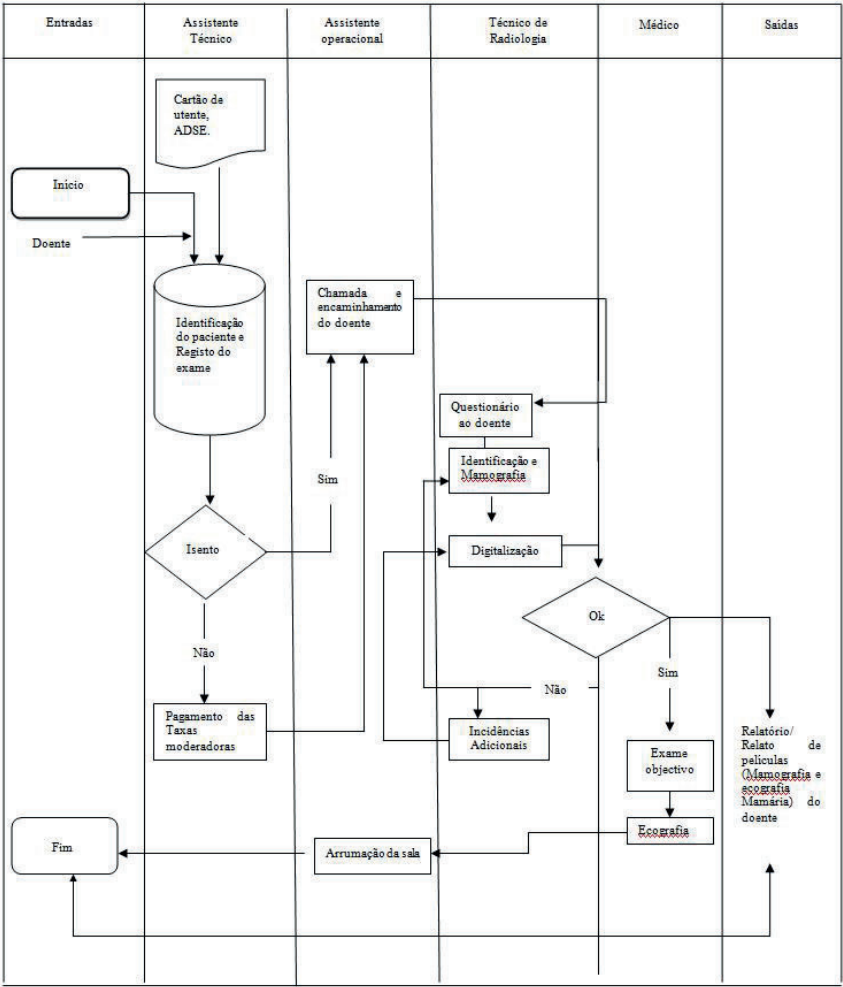 Entradas
Assistente
Técnico
Assistente
operacional
Técnico de
Radiologia
Médico
Saídas
Cartão de
utente,
ADSE.
Início
Doente
Identificação
do paciente e
Registo do
exame
Chamada e
encaminhamento
do doente
Questionário
ao doente
Identificação e
Mamografia
Sim
Isento
Digitalização
Ok
Não
Sim
Não
Pagamento das
Taxas
moderadoras
Incidências
Adicionais
Exame
objectivo
Relatório/
Relato de
películas
(Mamografia e
ecografia
Mamária) do
doente
Ecografia
Fim
Arrumação da sala